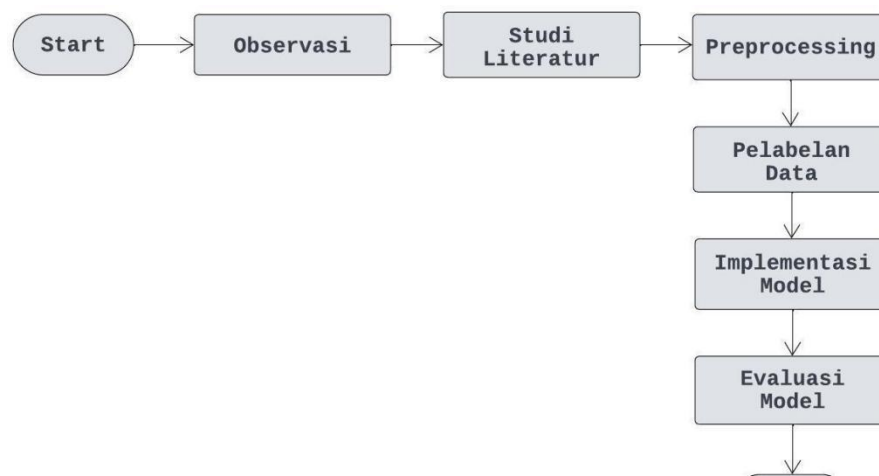 Start
Observasi
Studi
Literatur
Preprocessing
Pelabelan
Data
Implementasi
Model
Evaluasi
Model